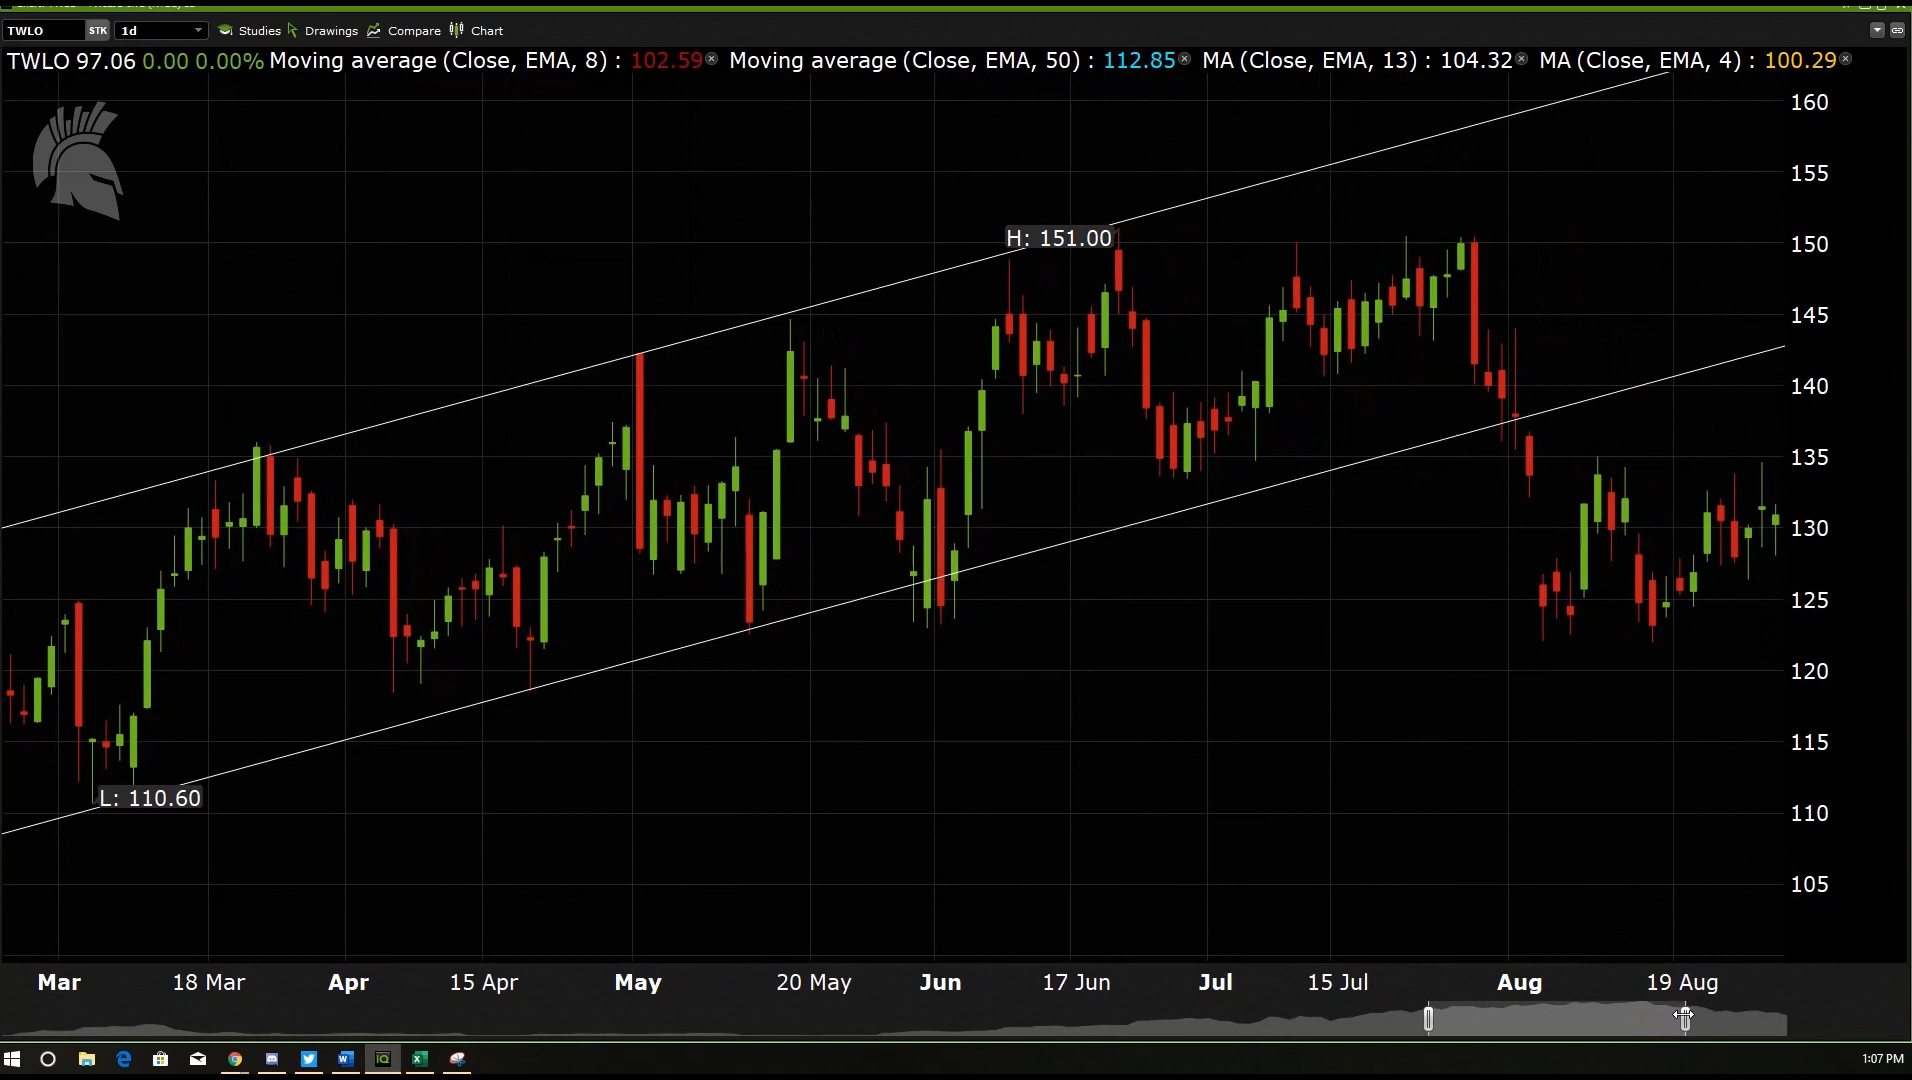 TWLO STK 1d Studies Drawings Compare Chart
TWLO 97.06 0.00 0.00% Moving average (Close, EMA, 8) : 102.59 Moving average (Close, EMA, 50) : 112.85 MA (Close, EMA, 13) : 104.32 MA (Close, EMA, 4) : 100.29
160
155
H: 151.00
150
145
140
135
130
125
120
115
L: 110.60
110
105
Mar 18 Mar Apr 15 Apr May 20 May Jun 17 Jun Jul 15 Jul Aug 19 Aug
1:07 PM